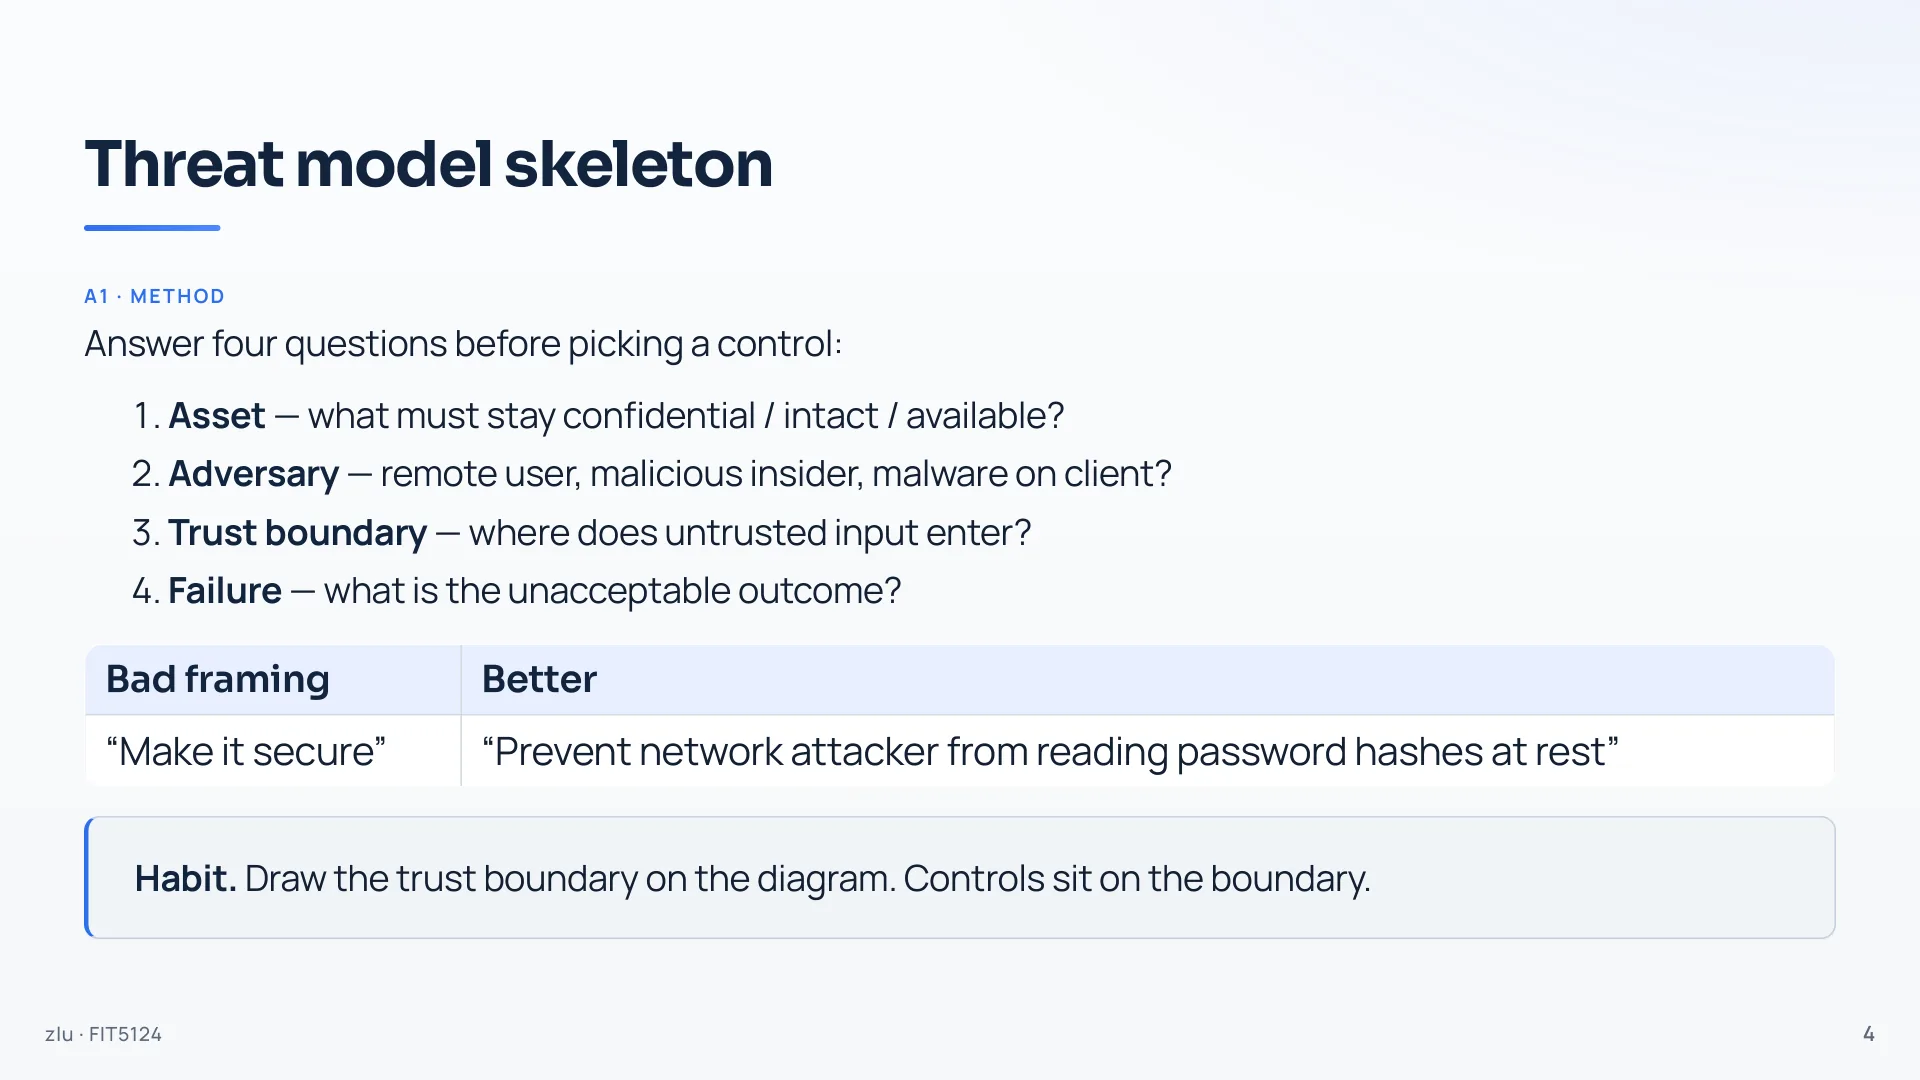 Threat model skeleton
A1 · METHOD
Answer four questions before picking a control:
1. Asset — what must stay confidential / intact / available?
2. Adversary — remote user, malicious insider, malware on client?
3. Trust boundary — where does untrusted input enter?
4. Failure — what is the unacceptable outcome?
Bad framing
Better
“Make it secure”
“Prevent network attacker from reading password hashes at rest”
Habit. Draw the trust boundary on the diagram. Controls sit on the boundary.
zlu · FIT5124
4